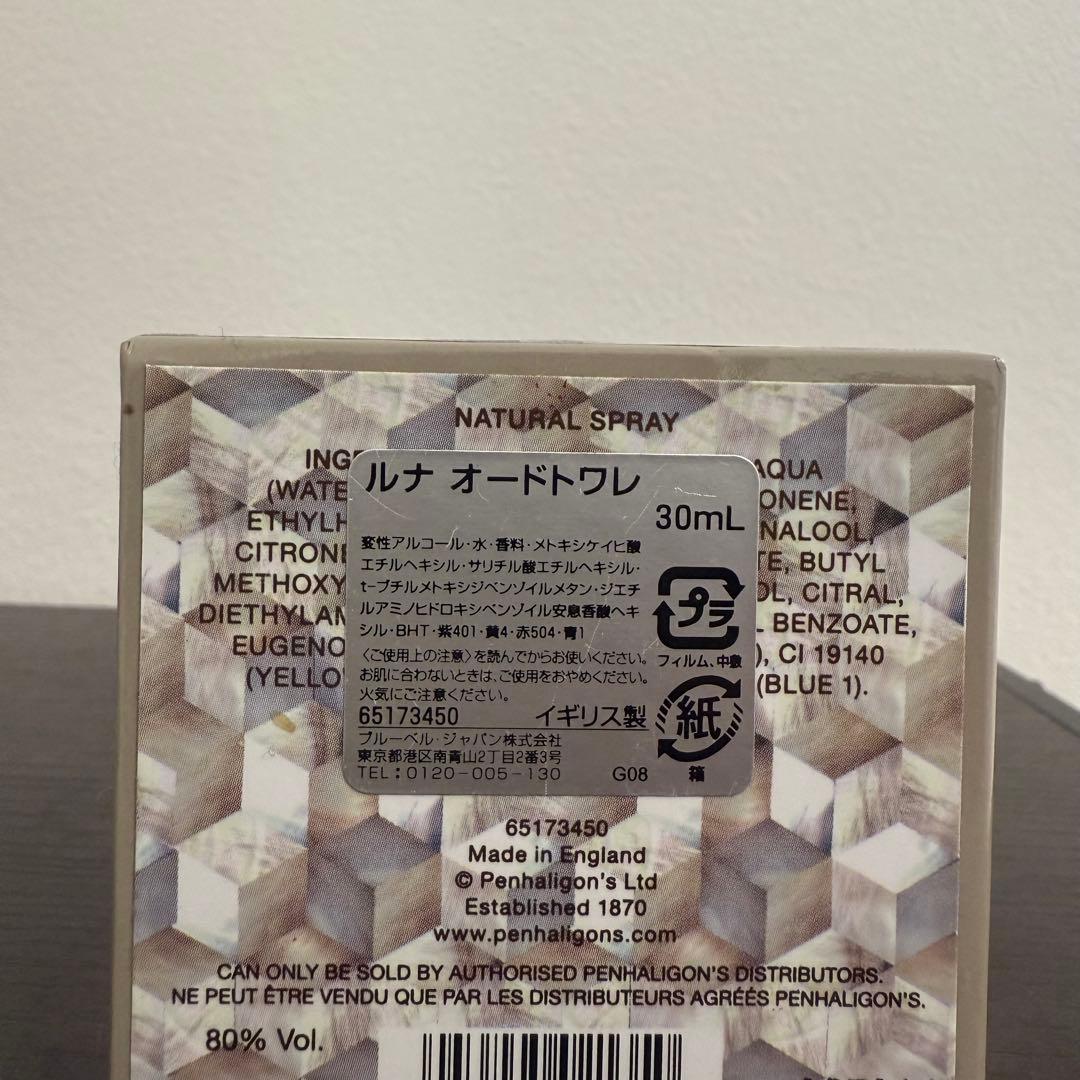 NATURAL SPRAY
ルナ オードトワレ
30mL
変性アルコール・水・香料・メトキシケイヒ酸
エチルヘキシル・サリチル酸エチルヘキシル・
t-ブチルメトキシジベンゾイルメタン・ジエチ
ルアミノヒドロキシベンゾイル安息香酸ヘキ
シル・BHT・紫401・黄4・赤504・青1
〈ご使用上の注意〉を読んでからお使いください。
お肌に合わないときは、ご使用をおやめください。
火気にご注意ください。
65173450 イギリス製
ブルーベル・ジャパン株式会社
東京都港区南青山2丁目2番3号
TEL:0120-005-130 G08
プラ
フィルム、中敷
紙
箱
AQUA
CITRONE
METHOXY
BUTYL
CITRAL,
BENZOATE,
CI 19140
(BLUE 1).
65173450
Made in England
© Penhaligon's Ltd
Established 1870
www.penhaligons.com
CAN ONLY BE SOLD BY AUTHORISED PENHALIGON'S DISTRIBUTORS.
NE PEUT ÊTRE VENDU QUE PAR LES DISTRIBUTEURS AGRÉÉS PENHALIGON'S.
80% Vol.